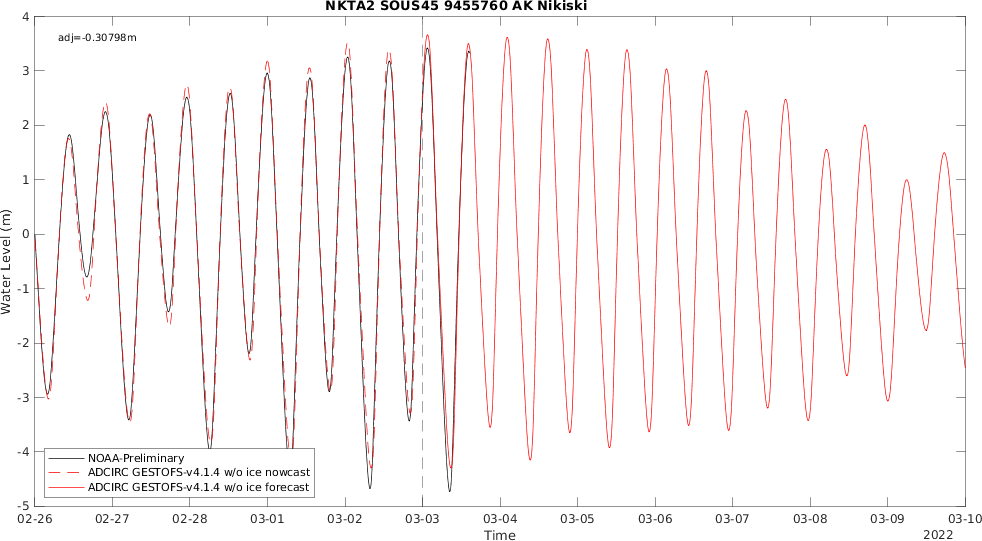 NKTA2 SOUS45 9455760 AK Nikiski
adj=-0.30798m
Water Level (m)
4
3
2
1
0
-1
-2
-3
-4
-5
NOAA-Preliminary
ADCIRC GESTOFS-v4.1.4 w/o ice nowcast
ADCIRC GESTOFS-v4.1.4 w/o ice forecast
02-26 02-27 02-28 03-01 03-02 03-03 03-04 03-05 03-06 03-07 03-08 03-09 03-10
Time
2022